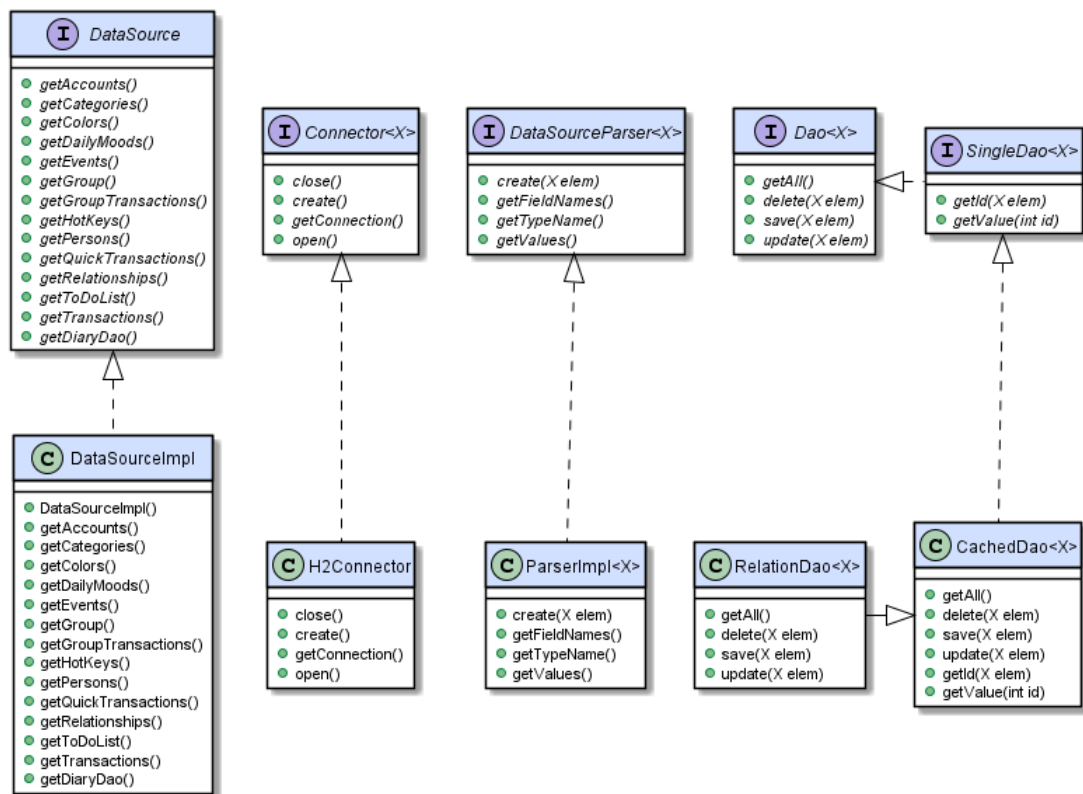 I DataSource
getAccounts()
getCategories()
getColors()
getDailyMoods()
getEvents()
getGroup()
getGroupTransactions()
getHotKeys()
getPersons()
getQuickTransactions()
getRelationships()
getToDoList()
getTransactions()
getDiaryDao()
I Connector<X>
close()
create()
getConnection()
open()
I DataSourceParser<X>
create(X elem)
getFieldNames()
getTypeName()
getValues()
I Dao<X>
getAll()
delete(X elem)
save(X elem)
update(X elem)
I SingleDao<X>
getId(X elem)
getValue(int id)
C DataSourceImpl
DataSourceImpl()
getAccounts()
getCategories()
getColors()
getDailyMoods()
getEvents()
getGroup()
getGroupTransactions()
getHotKeys()
getPersons()
getQuickTransactions()
getRelationships()
getToDoList()
getTransactions()
getDiaryDao()
C H2Connector
close()
create()
getConnection()
open()
C ParserImpl<X>
create(X elem)
getFieldNames()
getTypeName()
getValues()
C RelationDao<X>
getAll()
delete(X elem)
save(X elem)
update(X elem)
C CachedDao<X>
getAll()
delete(X elem)
save(X elem)
update(X elem)
getId(X elem)
getValue(int id)